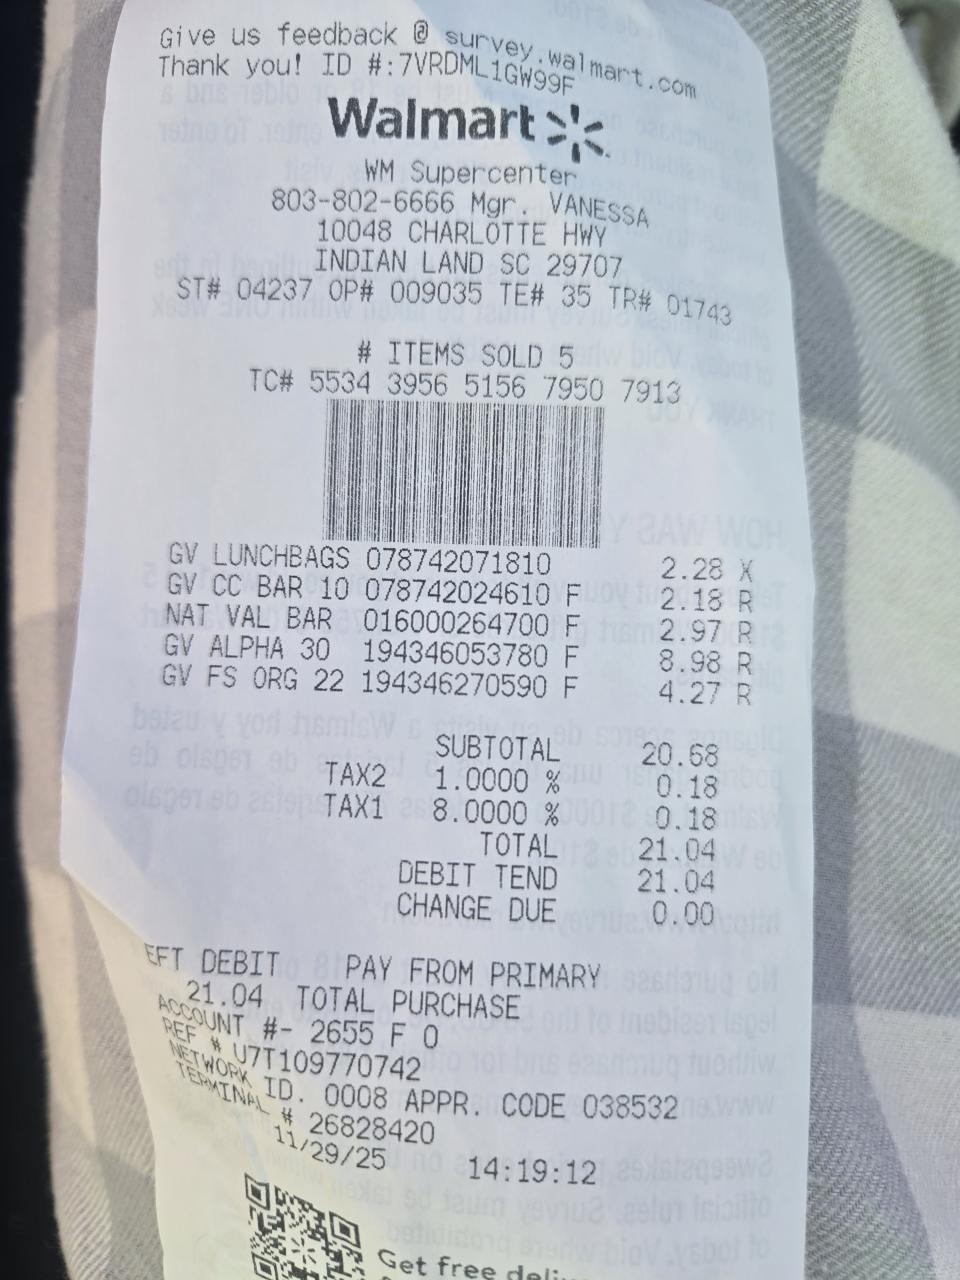 Give us feedback @ survey.walmart.com
Thank you! ID #:7VRDML1GW99F
Walmart
WM Supercenter
803-802-6666 Mgr. VANESSA
10048 CHARLOTTE HWY
INDIAN LAND SC 29707
ST# 04237 OP# 009035 TE# 35 TR# 01743
# ITEMS SOLD 5
TC# 5534 3956 5156 7950 7913
GV LUNCHBAGS 078742071810 2.28 X
GV CC BAR 10 078742024610 F 2.18 R
NAT VAL BAR 016000264700 F 2.97 R
GV ALPHA 30 194346053780 F 8.98 R
GV FS ORG 22 194346270590 F 4.27 R
SUBTOTAL 20.68
TAX2 1.0000 % 0.18
TAX1 8.0000 % 0.18
TOTAL 21.04
DEBIT TEND 21.04
CHANGE DUE 0.00
EFT DEBIT PAY FROM PRIMARY
21.04 TOTAL PURCHASE
ACCOUNT #- 2655 F O
REF # U7T109770742
NETWORK ID. 0008 APPR. CODE 038532
TERMINAL # 26828420
11/29/25 14:19:12
Get free